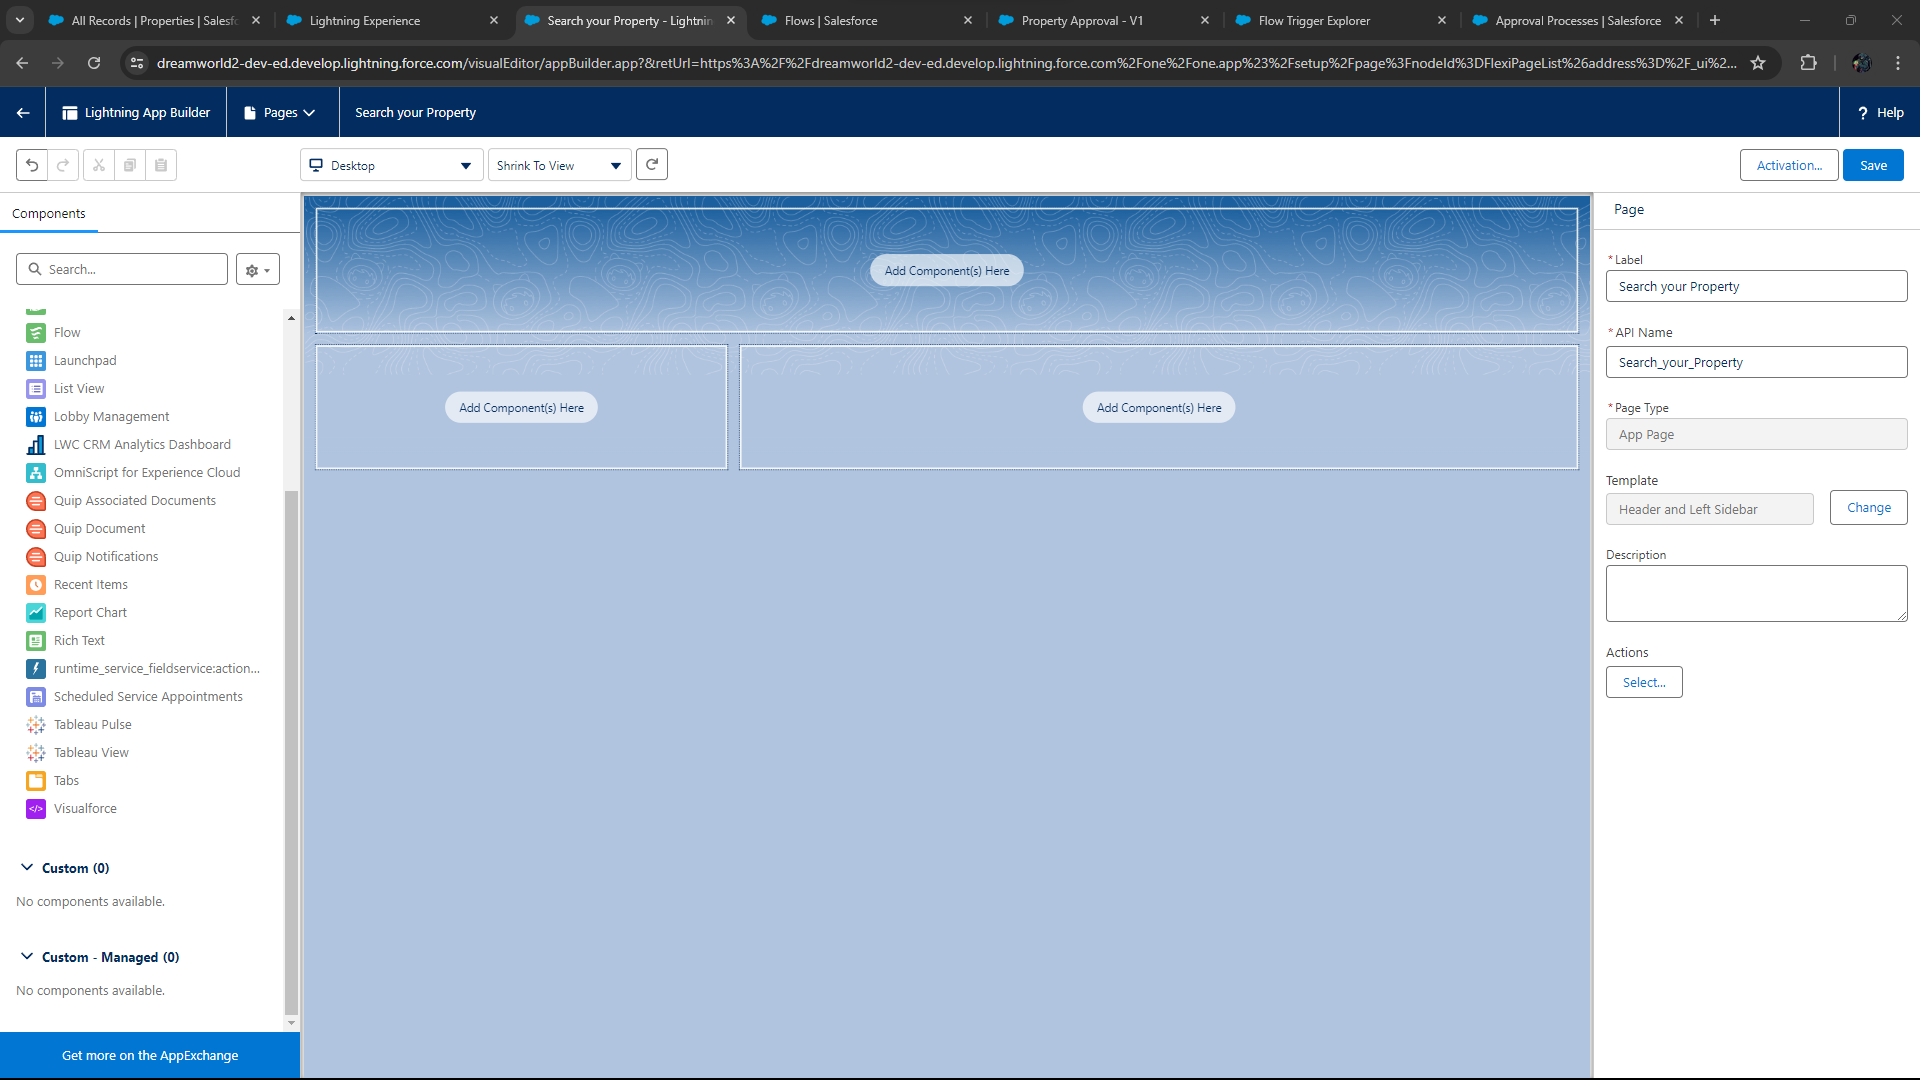 All Records | Properties | Salesfo
Lightning Experience
Search your Property - Lightnin
Flows | Salesforce
Property Approval - V1
Flow Trigger Explorer
Approval Processes | Salesforce
dreamworld2-dev-ed.develop.lightning.force.com/visualEditor/appBuilder.app?&retUrl=https%3A%2F%2Fdreamworld2-dev-ed.develop.lightning.force.com%2Fone%2Fone.app%23%2Fsetup%2Fpage%3FnodeId%3DFlexiPageList%26address%3D%2F_ui%2...
Lightning App Builder
Pages
Search your Property
? Help
Desktop
Shrink To View
Activation...
Save
Components
Search...
Flow
Launchpad
List View
Lobby Management
LWC CRM Analytics Dashboard
OmniScript for Experience Cloud
Quip Associated Documents
Quip Document
Quip Notifications
Recent Items
Report Chart
Rich Text
runtime_service_fieldservice:action...
Scheduled Service Appointments
Tableau Pulse
Tableau View
Tabs
Visualforce
Custom (0)
No components available.
Custom - Managed (0)
No components available.
Get more on the AppExchange
Add Component(s) Here
Add Component(s) Here
Add Component(s) Here
Page
* Label
Search your Property
* API Name
Search_your_Property
* Page Type
App Page
Template
Header and Left Sidebar
Change
Description
Actions
Select...